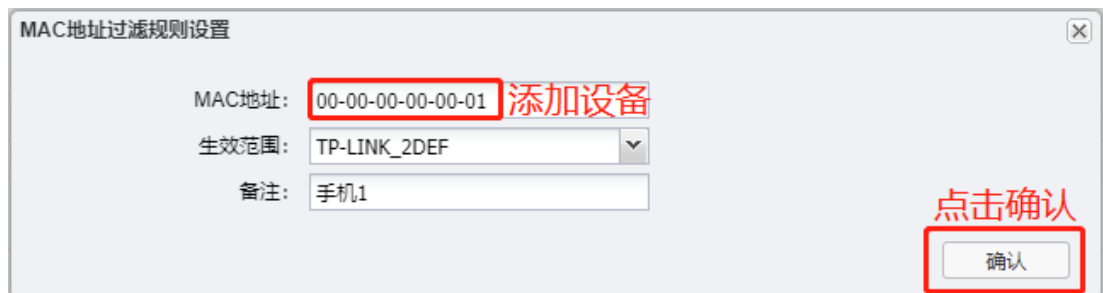 MAC地址过滤规则设置
MAC地址： 00-00-00-00-00-01 添加设备
生效范围： TP-LINK_2DEF
备注： 手机1
点击确认
确认